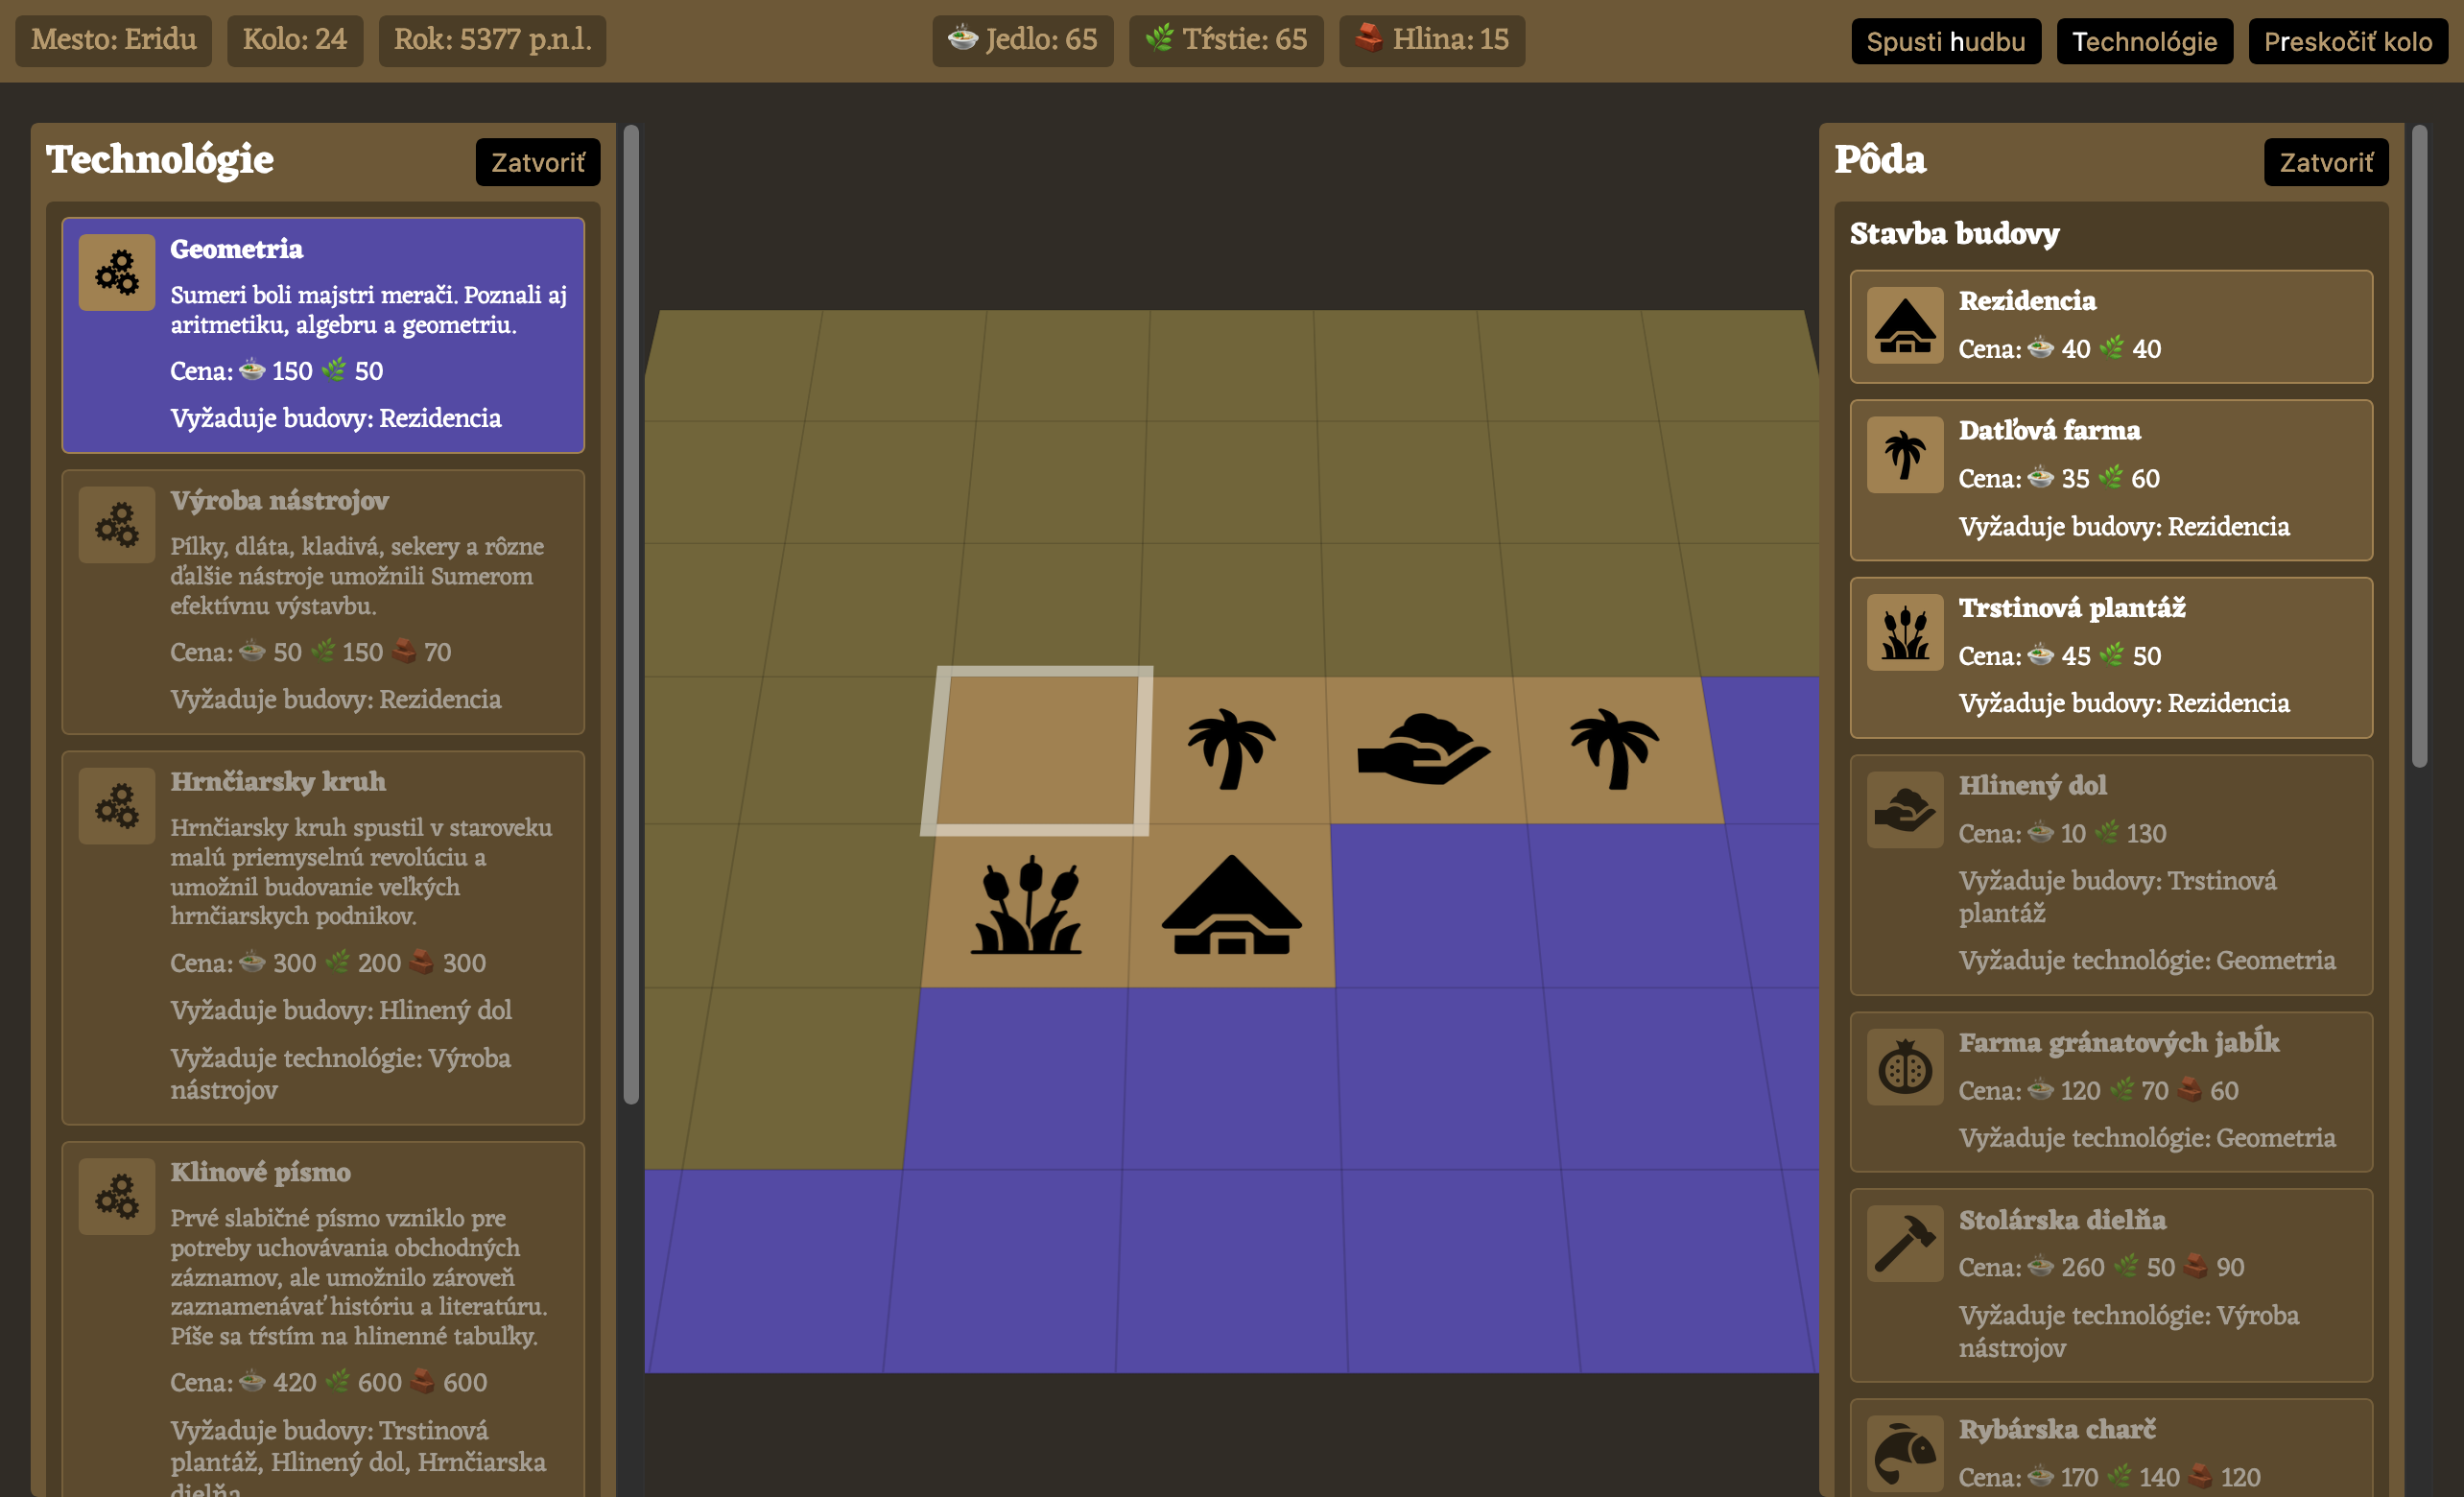 Mesto: Eridu
Kolo: 24
Rok: 5377 p.n.l.
Jedlo: 65
Tŕstie: 65
Hlina: 15
Spusti hudbu
Technológie
Preskočiť kolo
Technológie
Zatvoriť
Geometria
Sumeri boli majstri merači. Poznali aj
aritmetiku, algebru a geometriu.
Cena: 150 50
Vyžaduje budovy: Rezidencia
Výroba nástrojov
Pílky, dláta, kladivá, sekery a rôzne
ďalšie nástroje umožnili Sumerom
efektívnu výstavbu.
Cena: 50 150 70
Vyžaduje budovy: Rezidencia
Hrnčiarsky kruh
Hrnčiarsky kruh spustil v staroveku
malú priemyselnú revolúciu a
umožnil budovanie veľkých
hrnčiarskych podnikov.
Cena: 300 200 300
Vyžaduje budovy: Hlinený dol
Vyžaduje technológie: Výroba
nástrojov
Klinové písmo
Prvé slabičné písmo vzniklo pre
potreby uchovávania obchodných
záznamov, ale umožnilo zároveň
zaznamenávať históriu a literatúru.
Píše sa tŕstím na hlinenné tabuľky.
Cena: 420 600 600
Vyžaduje budovy: Trstinová
plantáž, Hlinený dol, Hrnčiarska
dielňa
Pôda
Zatvoriť
Stavba budovy
Rezidencia
Cena: 40 40
Datľová farma
Cena: 35 60
Vyžaduje budovy: Rezidencia
Trstinová plantáž
Cena: 45 50
Vyžaduje budovy: Rezidencia
Hlinený dol
Cena: 10 130
Vyžaduje budovy: Trstinová
plantáž
Vyžaduje technológie: Geometria
Farma gránatových jabĺk
Cena: 120 70 60
Vyžaduje technológie: Geometria
Stolárska dielňa
Cena: 260 50 90
Vyžaduje technológie: Výroba
nástrojov
Rybárska charč
Cena: 170 140 120